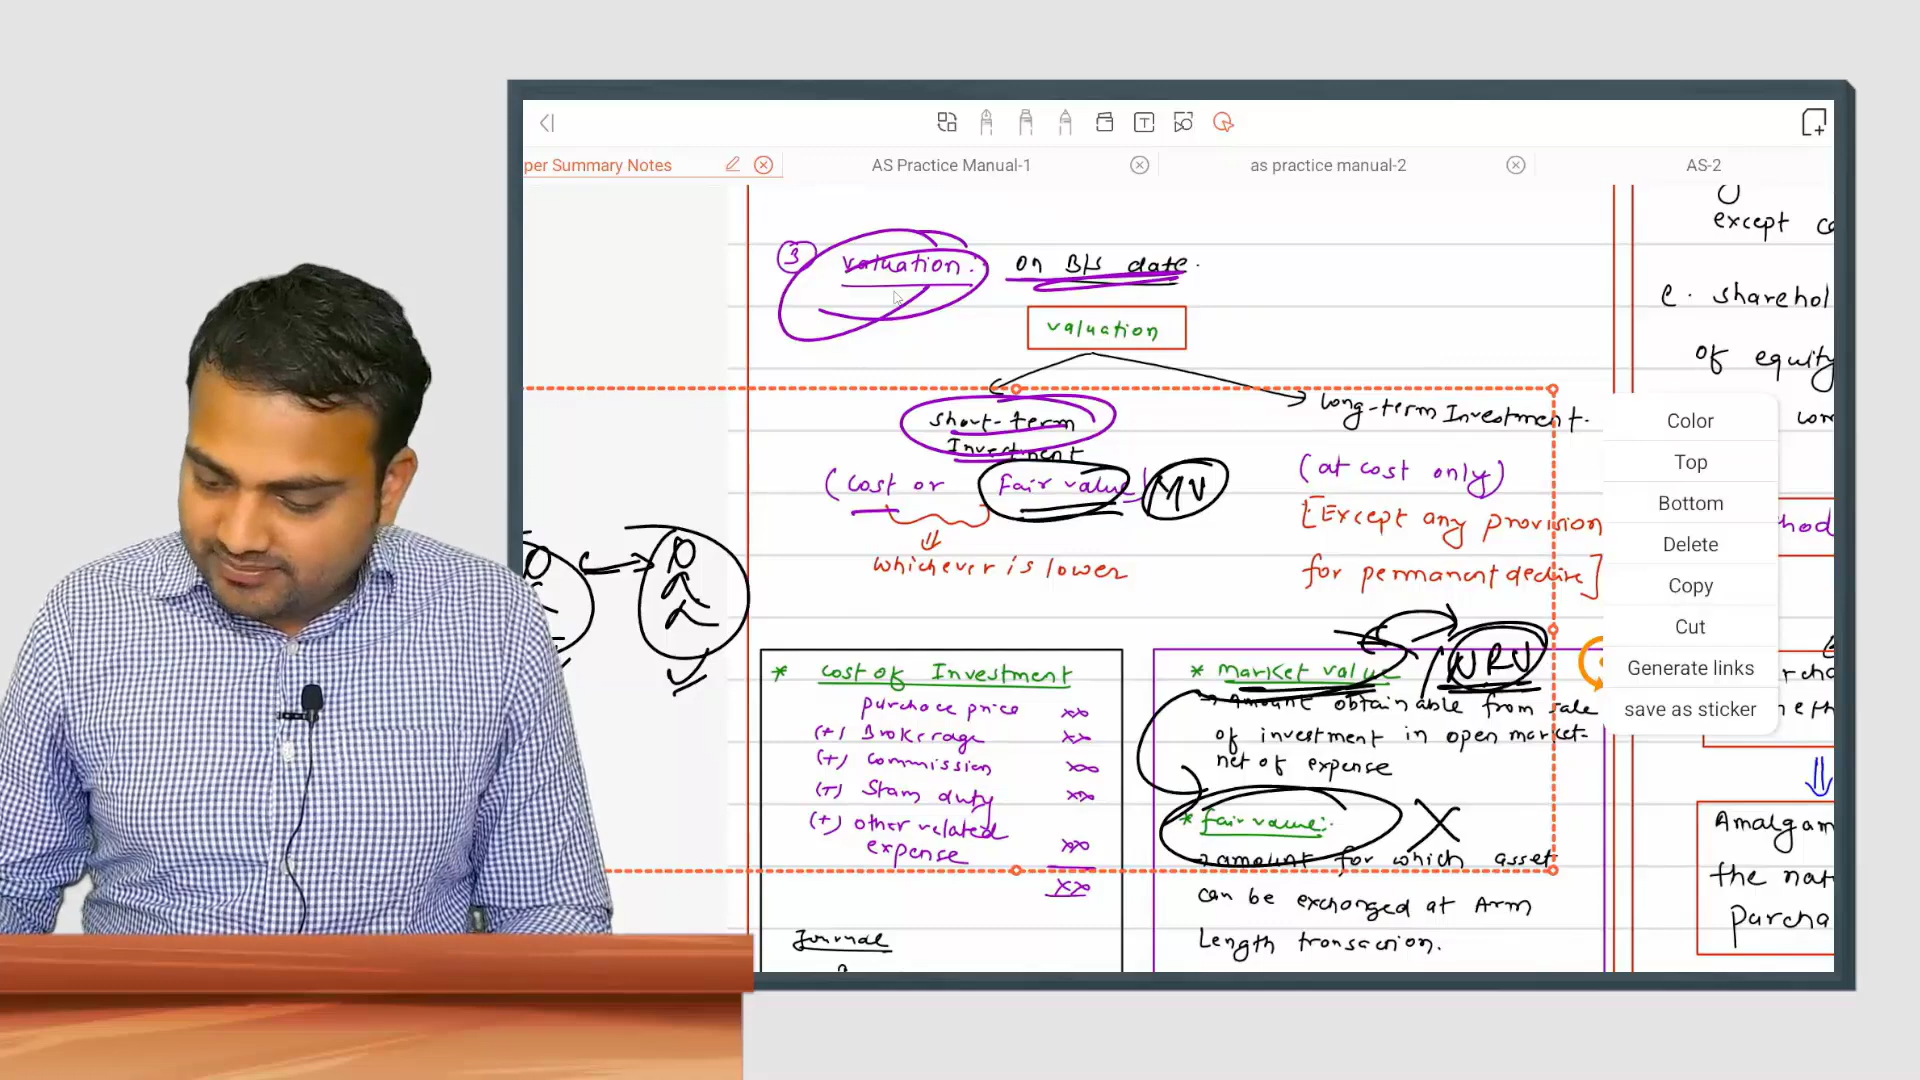 per Summary Notes
AS Practice Manual-1
as practice manual-2
AS-2
except
③ valuation: on B/S date.
valuation
e. sharehol
of equity
short-term
Investment
Long-term Investment.
(cost or Fair value) MV
(at cost only)
[Except any provision
for permanent decline]
whichever is lower
Color
Top
Bottom
Delete
Copy
Cut
Generate links
save as sticker
* cost of Investment
purchace price xx
(+) Brokerage xx
(+) commission xx
(+) Stam duty xx
(+) other related
expense xx
xx
Journal
* market value / NRV
→ Amount obtainable from sale
of investment in open market
net of expense
* fair value:
→ amount for which asset
can be exchanged at Arm
Length transacrion.
Amalgam
the nat
Purcha